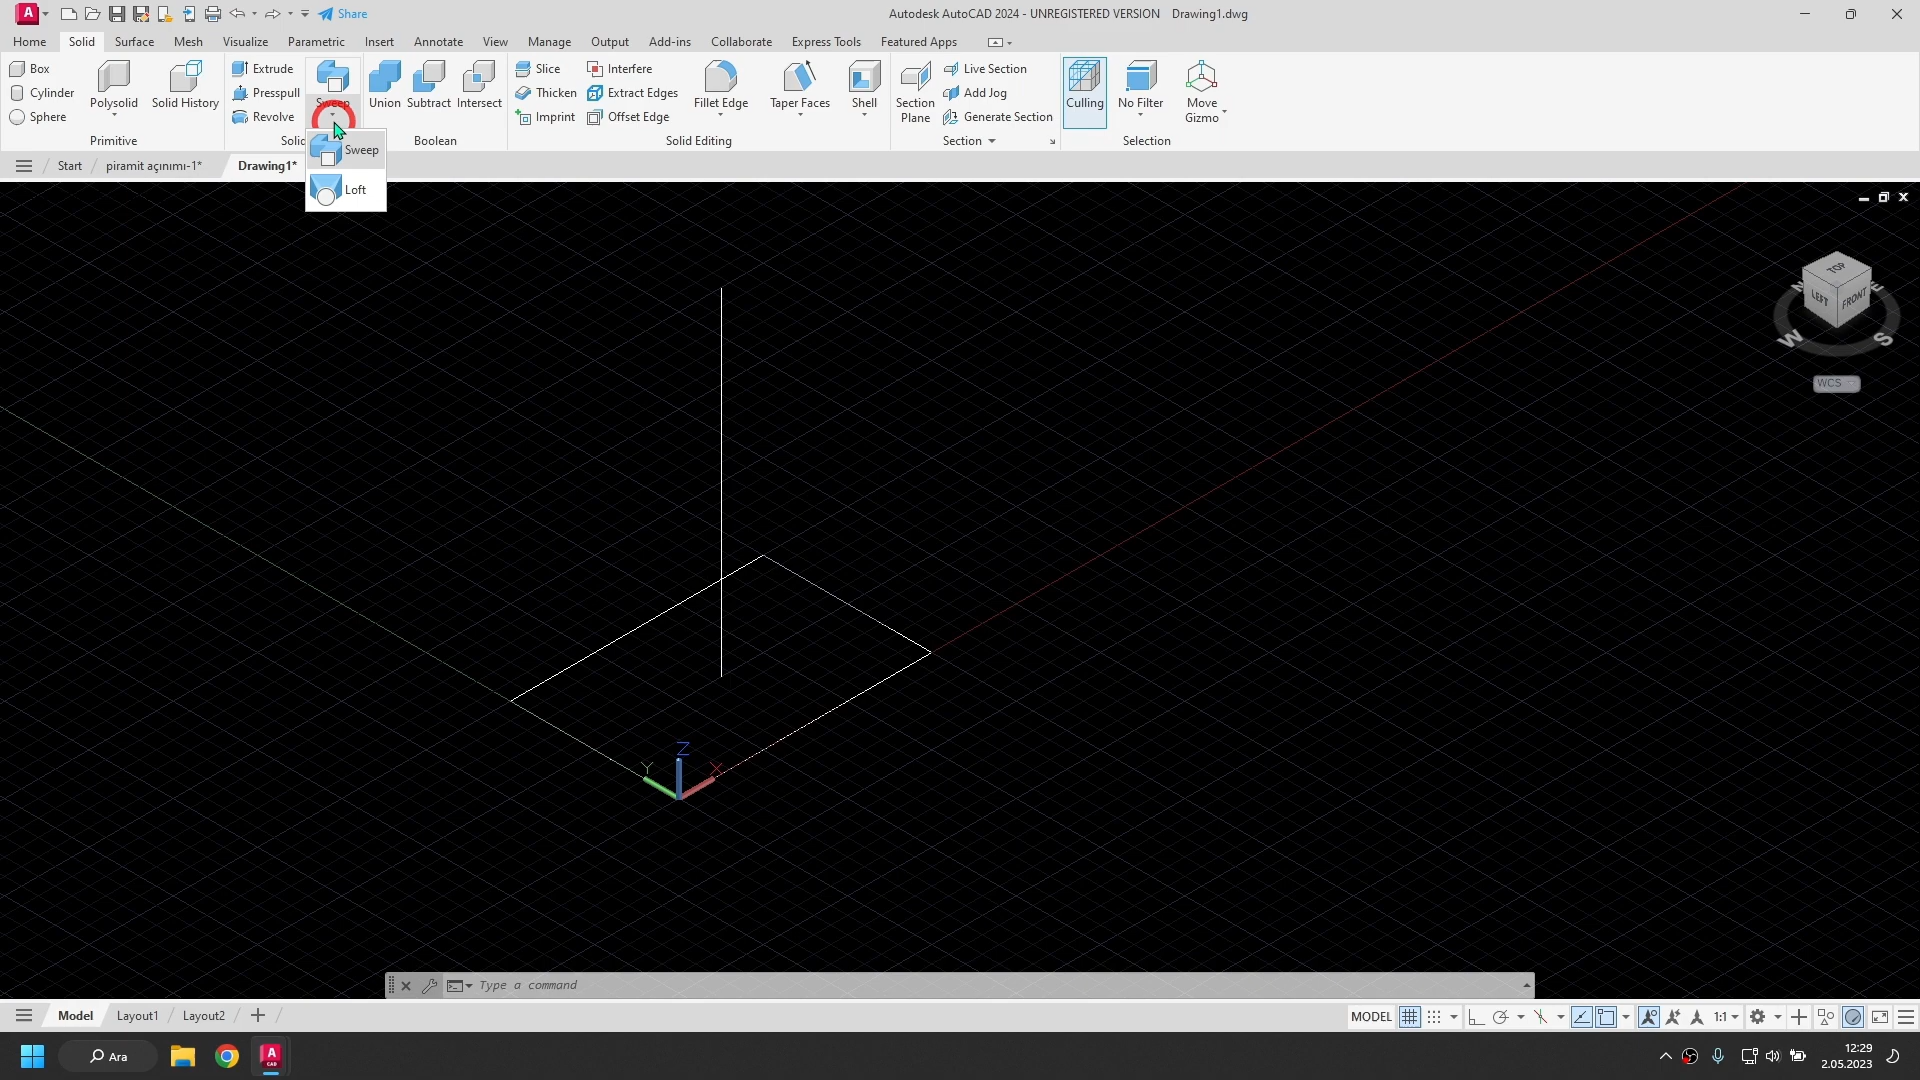 Share
Autodesk AutoCAD 2024 - UNREGISTERED VERSION Drawing1.dwg
Home Solid Surface Mesh Visualize Parametric Insert Annotate View Manage Output Add-ins Collaborate Express Tools Featured Apps
Box
Cylinder
Sphere
Polysolid
Solid History
Primitive
Extrude
Presspull
Revolve
Sweep
Solid
Union
Subtract
Intersect
Boolean
Slice
Thicken
Imprint
Interfere
Extract Edges
Offset Edge
Fillet Edge
Taper Faces
Shell
Solid Editing
Section
Plane
Live Section
Add Jog
Generate Section
Section
Culling
No Filter
Move
Gizmo
Selection
Sweep
Loft
Start piramit açınımı-1* Drawing1*
TOP
LEFT
FRONT
N
E
W
S
WCS
Z
Y
X
Type a command
Model Layout1 Layout2
MODEL
1:1
Ara
12:29
2.05.2023